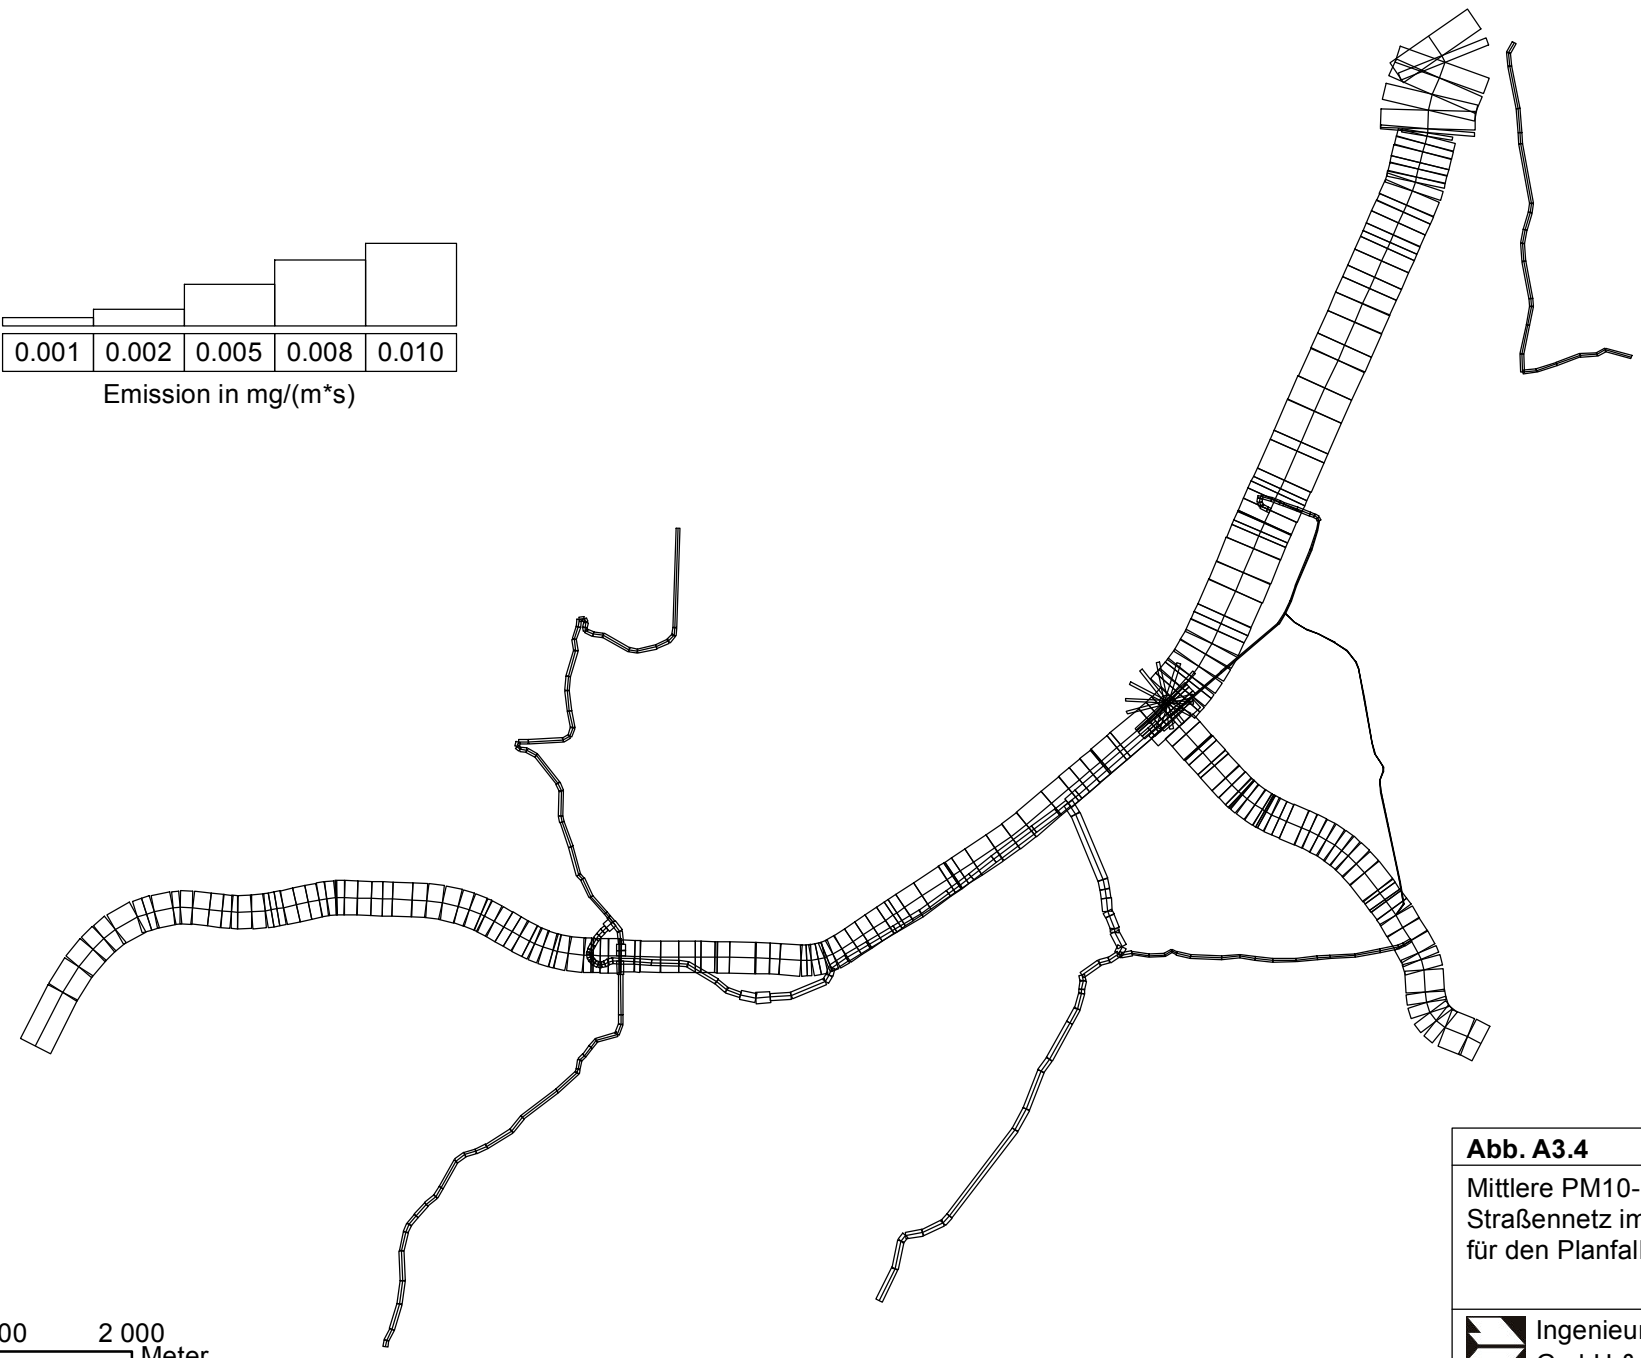 0.001 0.002 0.005 0.008 0.010
Emission in mg/(m*s)
Abb. A3.4
Mittlere PM10-
Straßennetz im
für den Planfall
00 2 000
Meter
Ingenieur